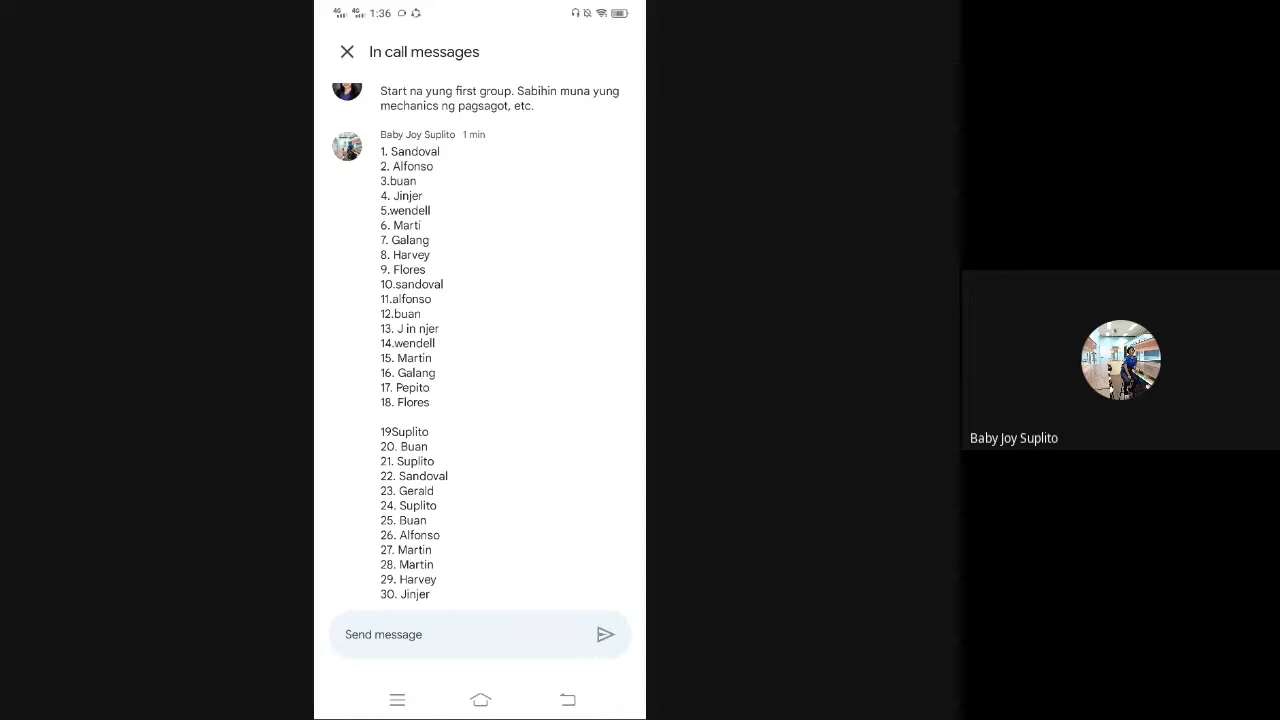 4G 4G 1:36
In call messages
Start na yung first group. Sabihin muna yung
mechanics ng pagsagot, etc.
Baby Joy Suplito 1 min
1. Sandoval
2. Alfonso
3.buan
4. Jinjer
5.wendell
6. Marti
7. Galang
8. Harvey
9. Flores
10.sandoval
11.alfonso
12.buan
13. J in njer
14.wendell
15. Martin
16. Galang
17. Pepito
18. Flores
19Suplito
20. Buan
21. Suplito
22. Sandoval
23. Gerald
24. Suplito
25. Buan
26. Alfonso
27. Martin
28. Martin
29. Harvey
30. Jinjer
Send message
Baby Joy Suplito